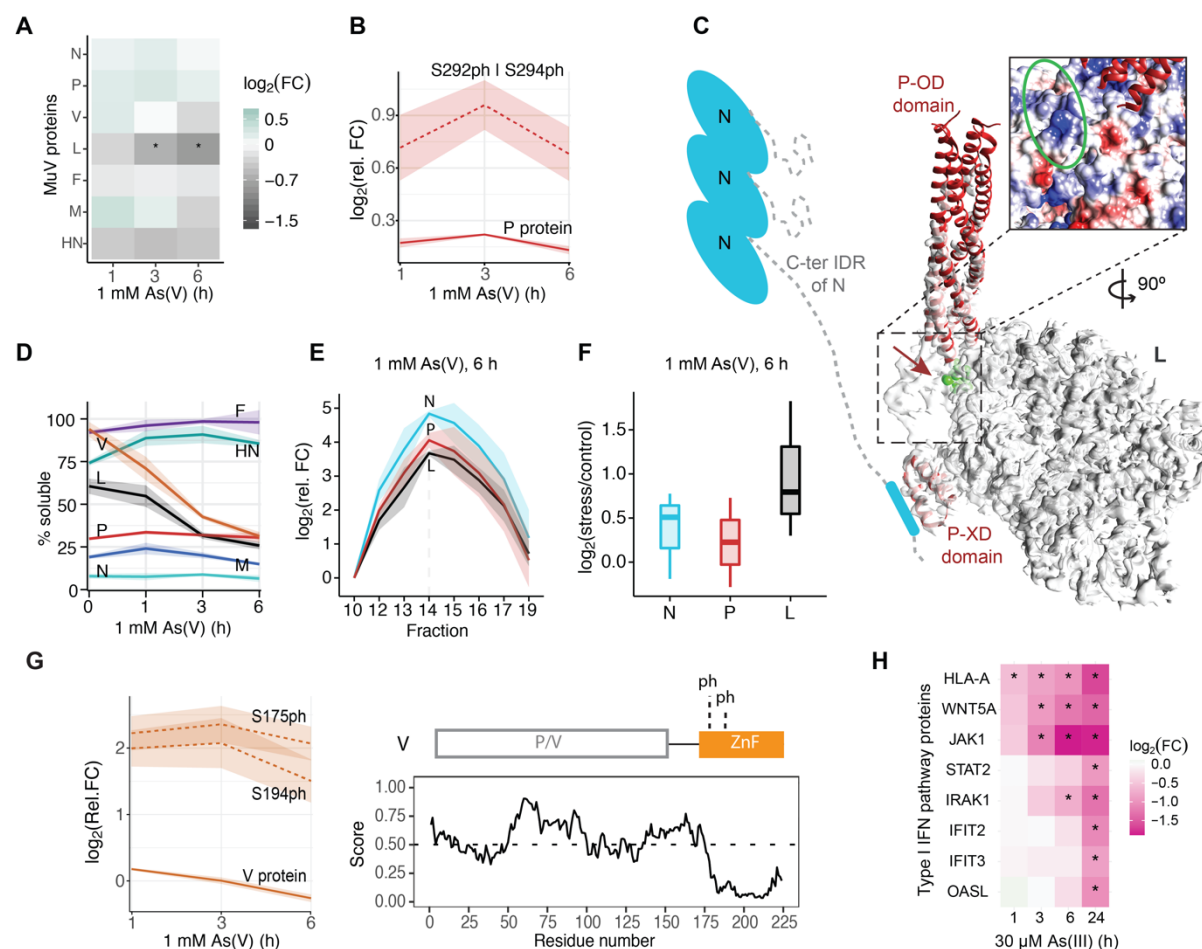 A
MuV proteins
N
P
V
L
F
M
HN
* *
1 3 6
1 mM As(V) (h)
log₂(FC)
0.5
0
−0.7
−1.5
B
log₂(rel. FC)
0.9
0.6
0.3
S292ph | S294ph
P protein
1 3 6
1 mM As(V) (h)
C
N
N
N
C-ter IDR
of N
P-OD
domain
90º
L
P-XD
domain
D
% soluble
100
75
50
25
0
F
V
HN
L
P
M
N
0 1 3 6
1 mM As(V) (h)
E
1 mM As(V), 6 h
log₂(rel. FC)
5
4
3
2
1
0
N
P
L
10 12 13 14 15 16 17 19
Fraction
F
1 mM As(V), 6 h
log₂(stress/control)
1.5
1.0
0.5
0.0
N P L
G
log₂(Rel.FC)
2
1
0
S175ph
S194ph
V protein
1 3 6
1 mM As(V) (h)
ph
ph
V
P/V
ZnF
Score
1.00
0.75
0.50
0.25
0.00
0 25 50 75 100 125 150 175 200 225
Residue number
H
Type I IFN pathway proteins
HLA-A * * * *
WNT5A * * *
JAK1 * * *
STAT2 *
IRAK1 * *
IFIT2 *
IFIT3 *
OASL *
1 3 6 24
30 µM As(III) (h)
log₂(FC)
0.0
−0.5
−1.0
−1.5